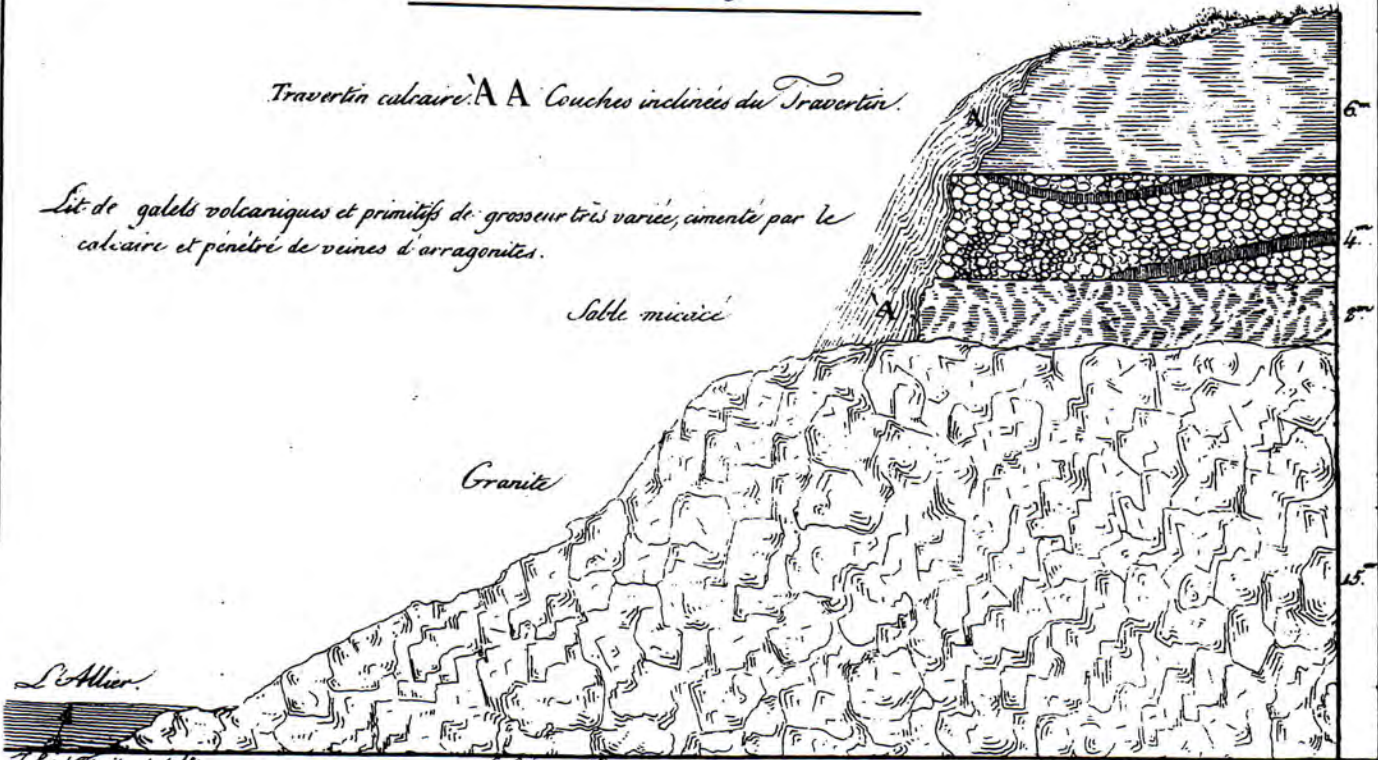 Travertin calcaire. A A Couches inclinées du Travertin.
A
6.m
Lit de galets volcaniques et primitifs de grosseur très variée, cimenté par le
calcaire et pénétré de veines d'arragonites.
4.m
Sable micacé
A
2.m
Granite
15.m
L'Allier.